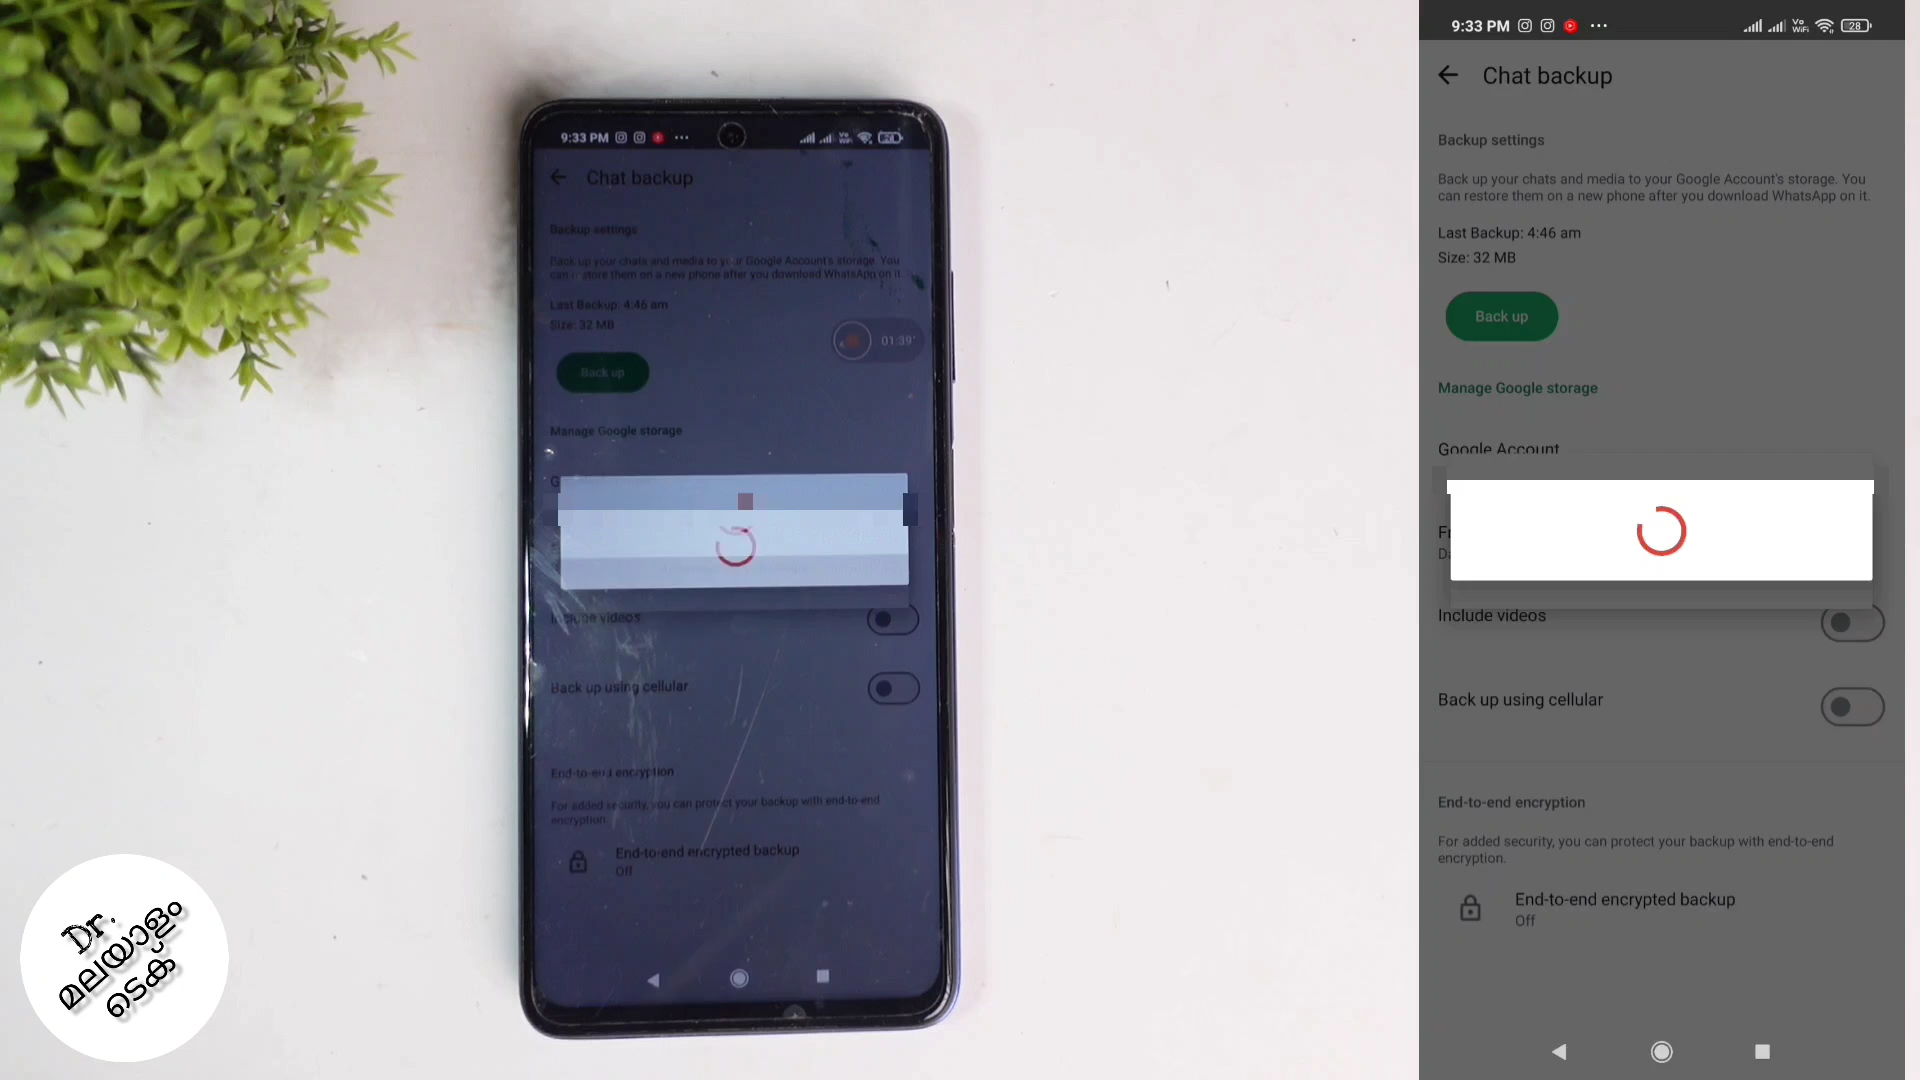 9:33 PM
Chat backup
Backup settings
Back up your chats and media to your Google Account's storage. You
can restore them on a new phone after you download WhatsApp on it.
Last Backup: 4:46 am
Size: 32 MB
01:39
Back up
Manage Google storage
Include videos
Back up using cellular
End-to-end encryption
For added security, you can protect your backup with end-to-end
encryption.
End-to-end encrypted backup
Off
Dr.
മലയാളം
ടെക്
9:33 PM
Vo
WiFi
28
Chat backup
Backup settings
Back up your chats and media to your Google Account's storage. You
can restore them on a new phone after you download WhatsApp on it.
Last Backup: 4:46 am
Size: 32 MB
Back up
Manage Google storage
Google Account
Include videos
Back up using cellular
End-to-end encryption
For added security, you can protect your backup with end-to-end
encryption.
End-to-end encrypted backup
Off